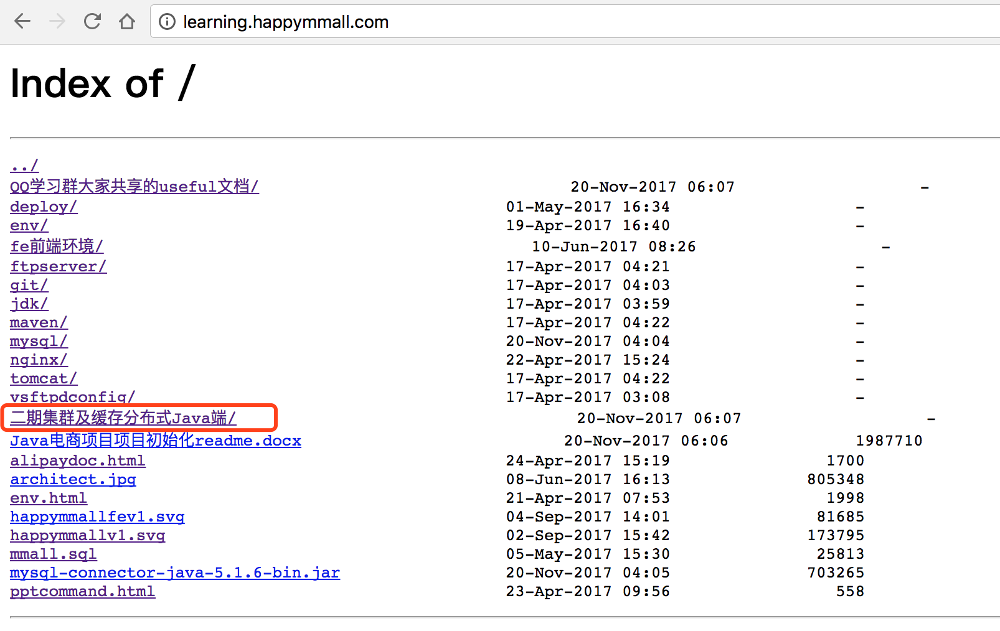 learning.happymmall.com
Index of /
../
QQ学习群大家共享的useful文档/ 20-Nov-2017 06:07 -
deploy/ 01-May-2017 16:34 -
env/ 19-Apr-2017 16:40 -
fe前端环境/ 10-Jun-2017 08:26 -
ftpserver/ 17-Apr-2017 04:21 -
git/ 17-Apr-2017 04:03 -
jdk/ 17-Apr-2017 03:59 -
maven/ 17-Apr-2017 04:22 -
mysql/ 20-Nov-2017 04:04 -
nginx/ 22-Apr-2017 15:24 -
tomcat/ 17-Apr-2017 04:22 -
vsftpdconfig/ 17-Apr-2017 03:08 -
二期集群及缓存分布式Java端/ 20-Nov-2017 06:07 -
Java电商项目项目初始化readme.docx 20-Nov-2017 06:06 1987710
alipaydoc.html 24-Apr-2017 15:19 1700
architect.jpg 08-Jun-2017 16:13 805348
env.html 21-Apr-2017 07:53 1998
happymmallfev1.svg 04-Sep-2017 14:01 81685
happymmallv1.svg 02-Sep-2017 15:42 173795
mmall.sql 05-May-2017 15:30 25813
mysql-connector-java-5.1.6-bin.jar 20-Nov-2017 04:05 703265
pptcommand.html 23-Apr-2017 09:56 558